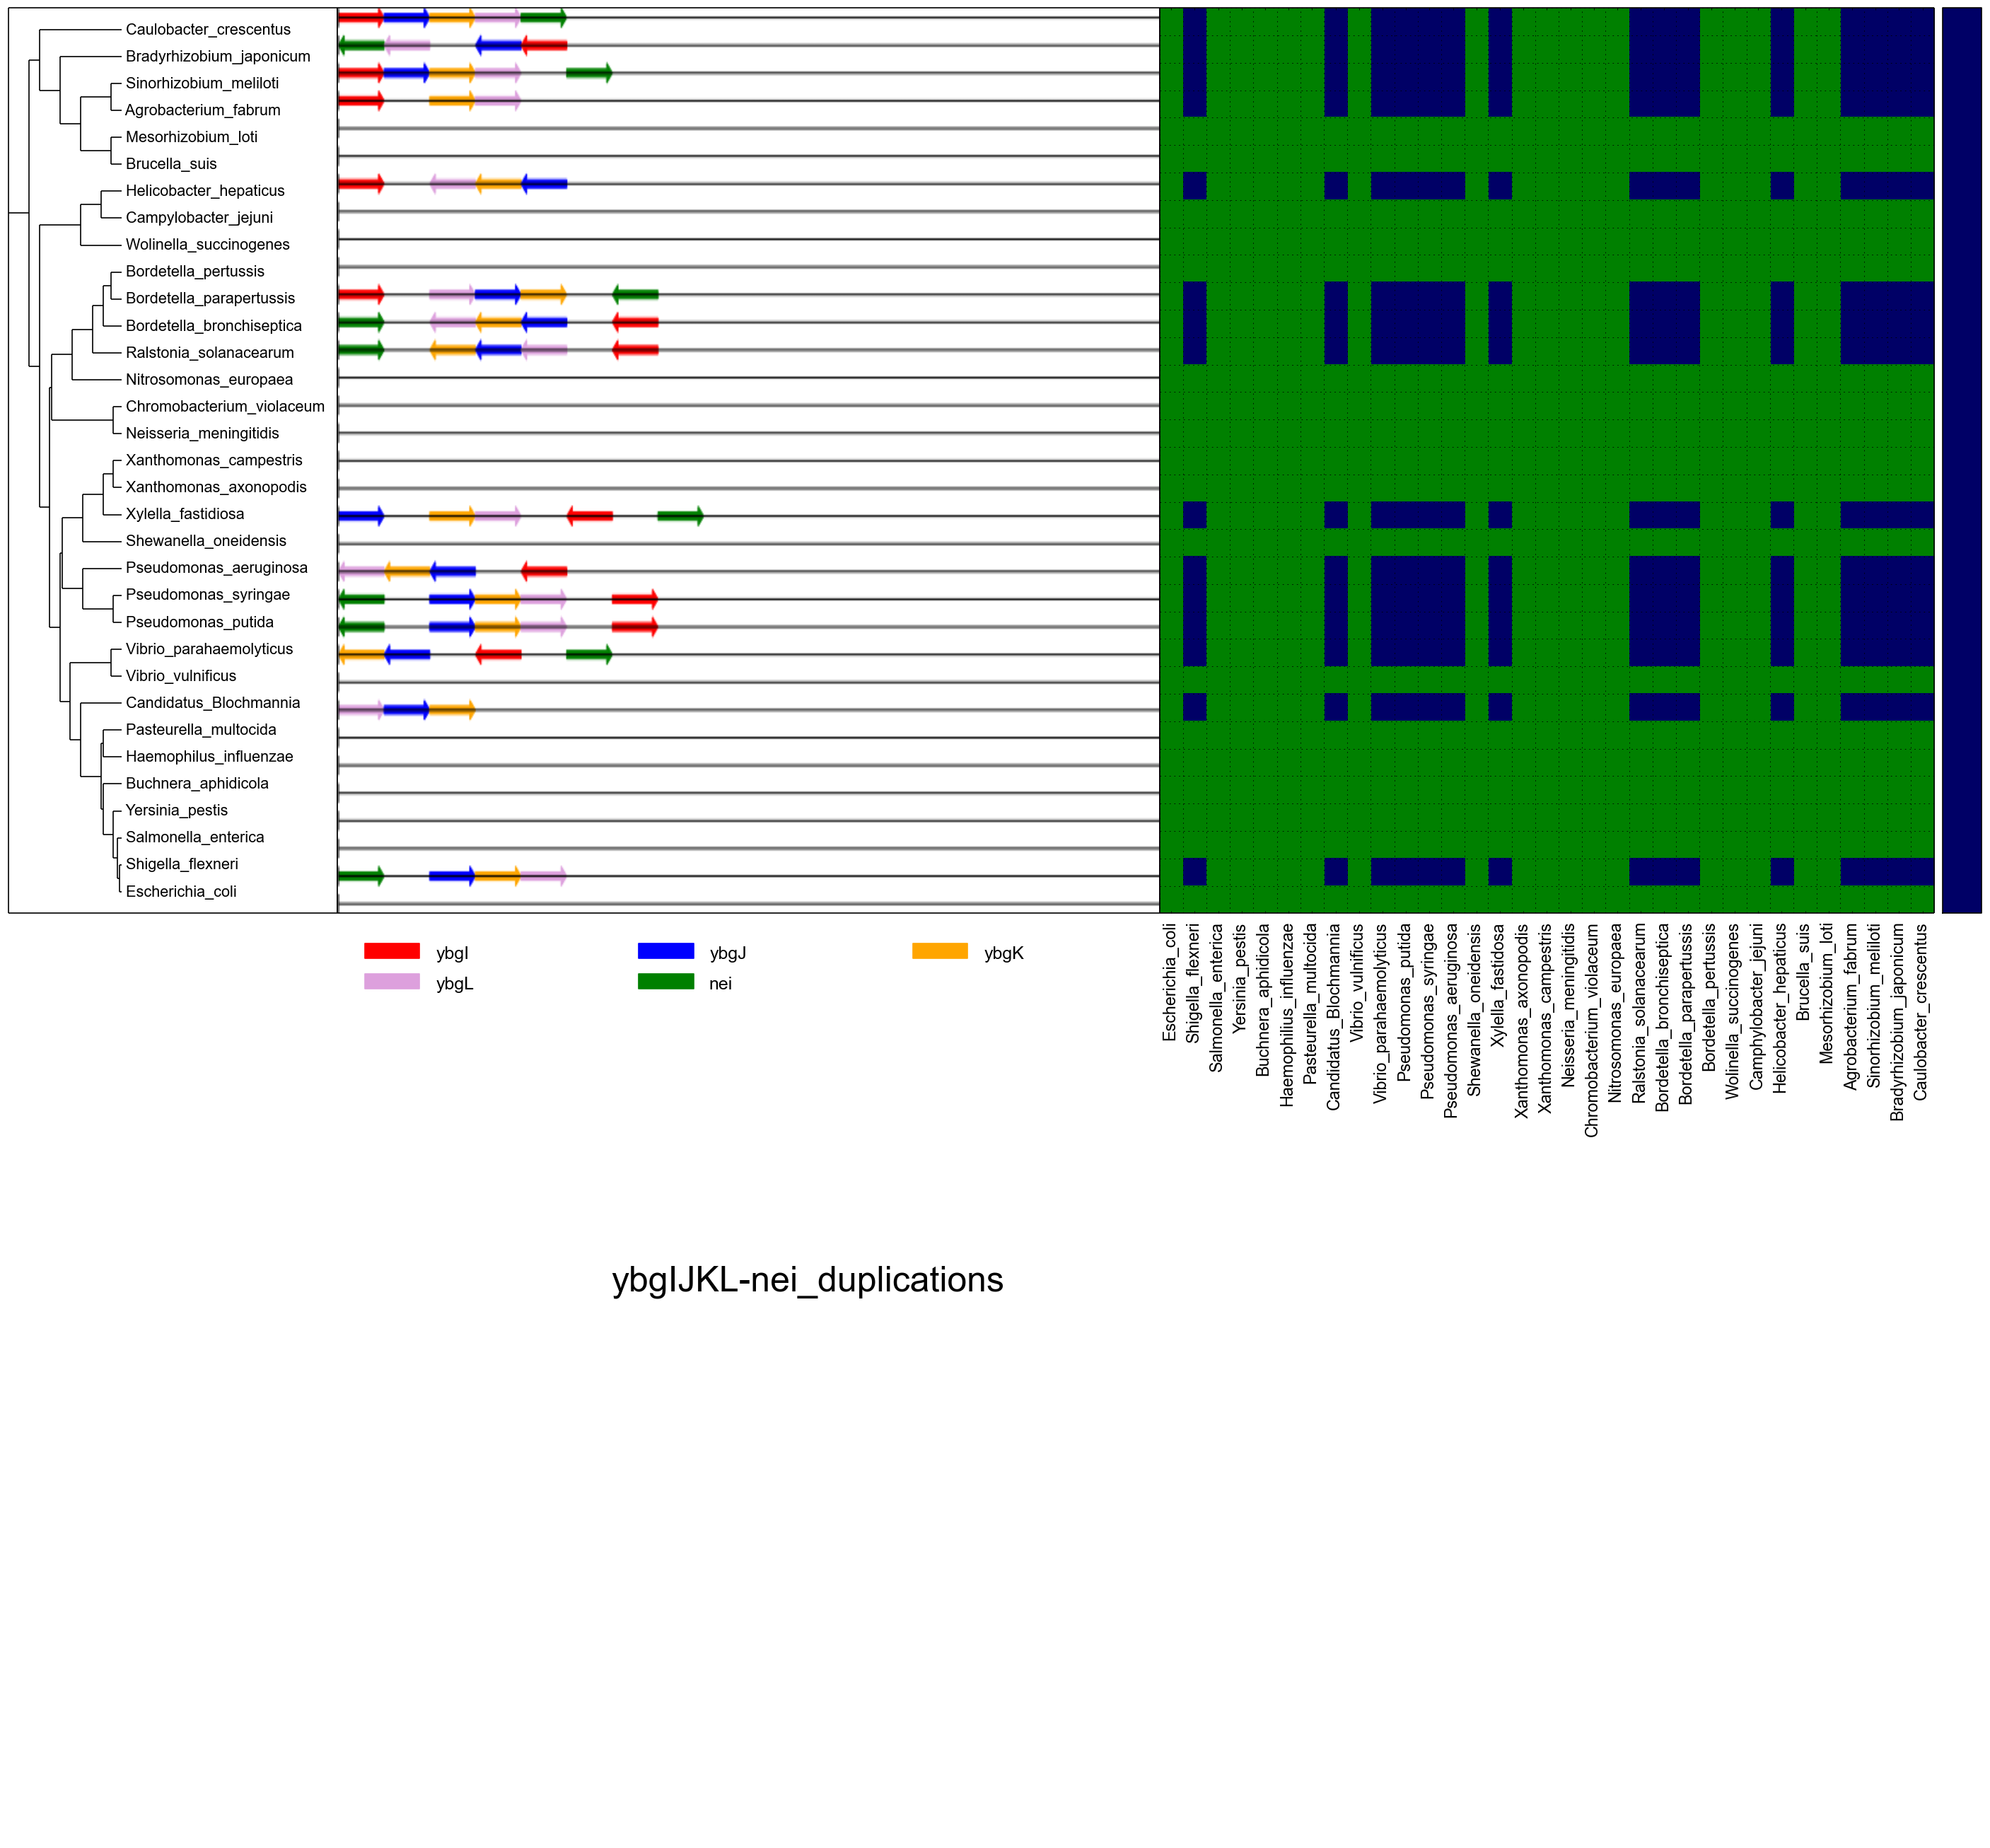 Caulobacter_crescentus
Bradyrhizobium_japonicum
Sinorhizobium_meliloti
Agrobacterium_fabrum
Mesorhizobium_loti
Brucella_suis
Helicobacter_hepaticus
Campylobacter_jejuni
Wolinella_succinogenes
Bordetella_pertussis
Bordetella_parapertussis
Bordetella_bronchiseptica
Ralstonia_solanacearum
Nitrosomonas_europaea
Chromobacterium_violaceum
Neisseria_meningitidis
Xanthomonas_campestris
Xanthomonas_axonopodis
Xylella_fastidiosa
Shewanella_oneidensis
Pseudomonas_aeruginosa
Pseudomonas_syringae
Pseudomonas_putida
Vibrio_parahaemolyticus
Vibrio_vulnificus
Candidatus_Blochmannia
Pasteurella_multocida
Haemophilus_influenzae
Buchnera_aphidicola
Yersinia_pestis
Salmonella_enterica
Shigella_flexneri
Escherichia_coli
ybgI
ybgJ
ybgK
ybgL
nei
Escherichia_coli
Shigella_flexneri
Salmonella_enterica
Yersinia_pestis
Buchnera_aphidicola
Haemophilius_influenzae
Pasteurella_multocida
Candidatus_Blochmannia
Vibrio_vulnificus
Vibrio_parahaemolyticus
Pseudomonas_putida
Pseudomonas_syringae
Pseudomonas_aeruginosa
Shewanella_oneidensis
Xylella_fastidosa
Xanthomonas_axonopodis
Xanthomonas_campestris
Neisseria_meningitidis
Chromobacterium_violaceum
Nitrosomonas_europaea
Ralstonia_solanacearum
Bordetella_bronchiseptica
Bordetella_parapertussis
Bordetella_pertussis
Wolinella_succinogenes
Camphylobacter_jejuni
Helicobacter_hepaticus
Brucella_suis
Mesorhizobium_loti
Agrobacterium_fabrum
Sinorhizobium_meliloti
Bradyrhizobium_japonicum
Caulobacter_crescentus
ybgIJKL-nei_duplications